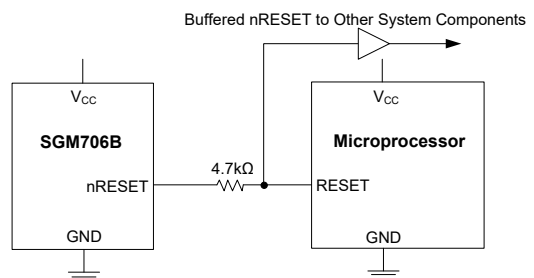 Buffered nRESET to Other System Components
VCC
SGM706B
nRESET
GND
4.7kΩ
VCC
Microprocessor
RESET
GND